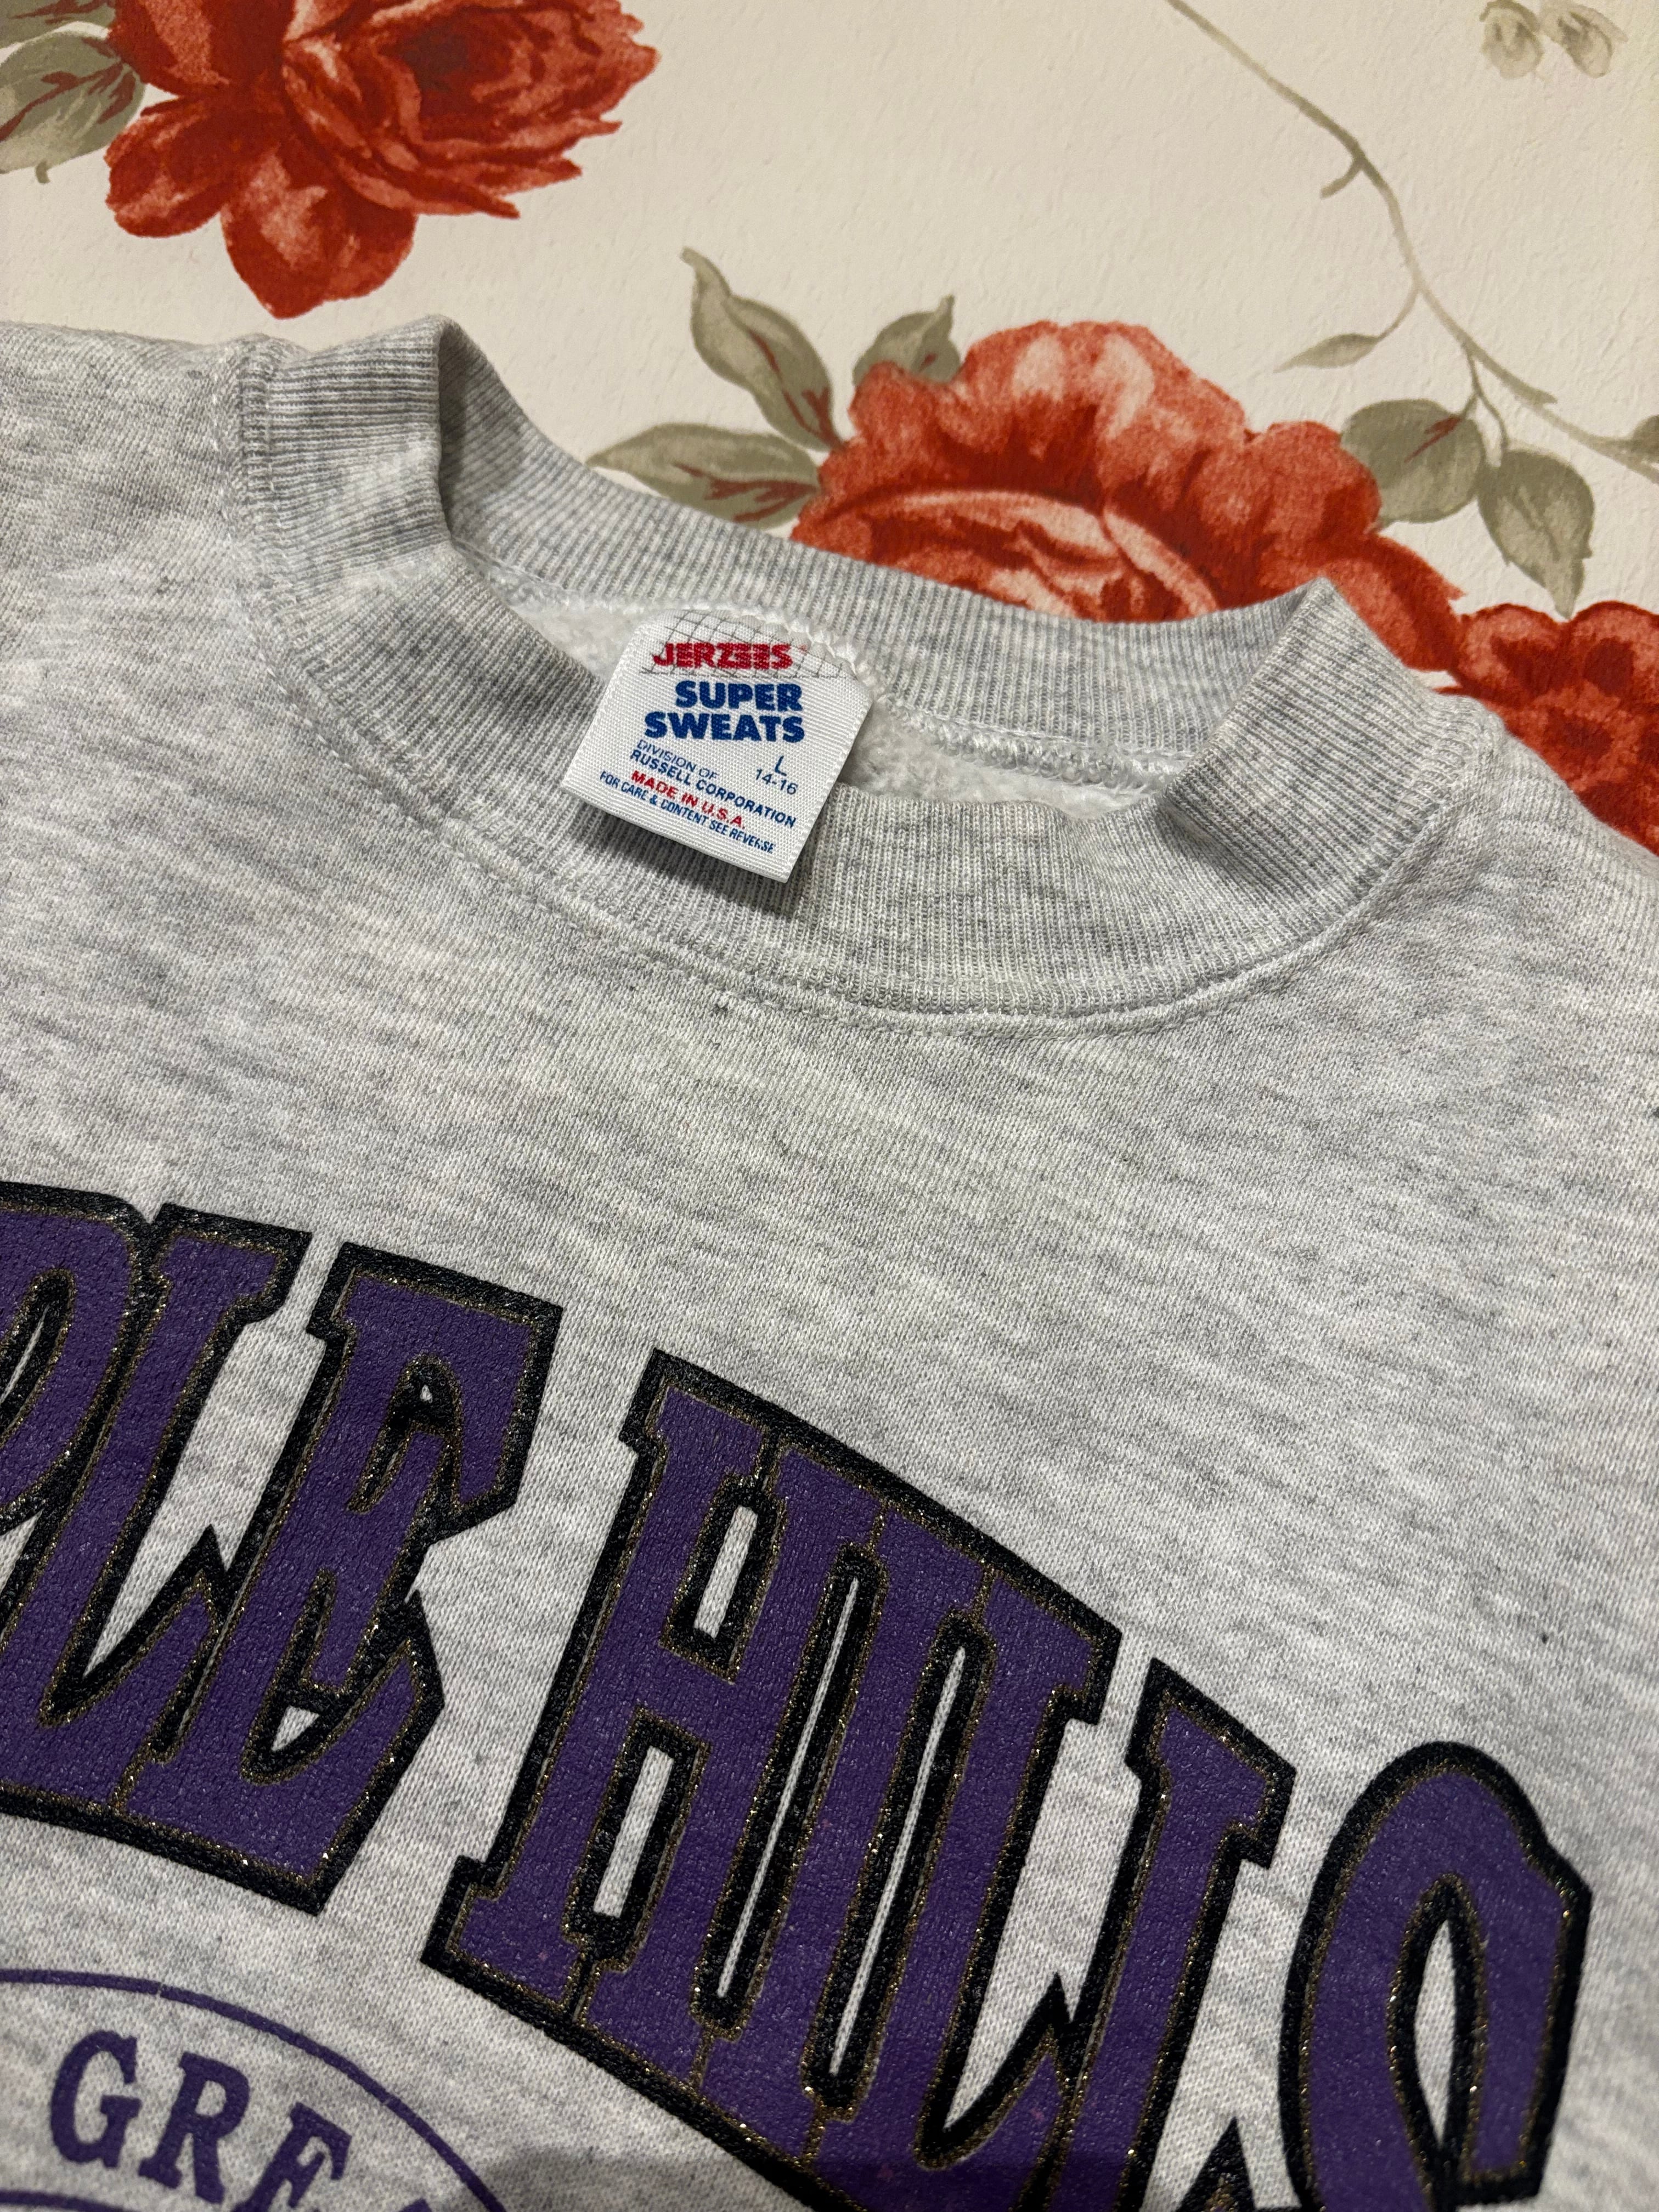 JERZEES
SUPER
SWEATS
DIVISION OF
RUSSELL CORPORATION
L
14-16
MADE IN U.S.A.
FOR CARE & CONTENT SEE REVERSE
PLE HILLS
GRE